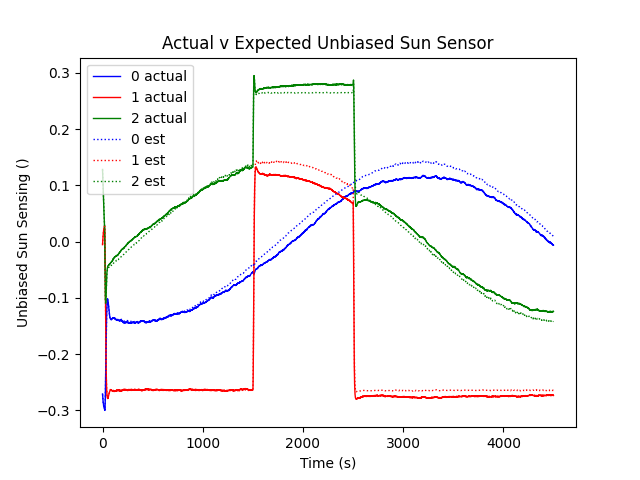 Actual v Expected Unbiased Sun Sensor
0 actual
1 actual
2 actual
0 est
1 est
2 est
Unbiased Sun Sensing ()
0.3
0.2
0.1
0.0
−0.1
−0.2
−0.3
0
1000
2000
3000
4000
Time (s)